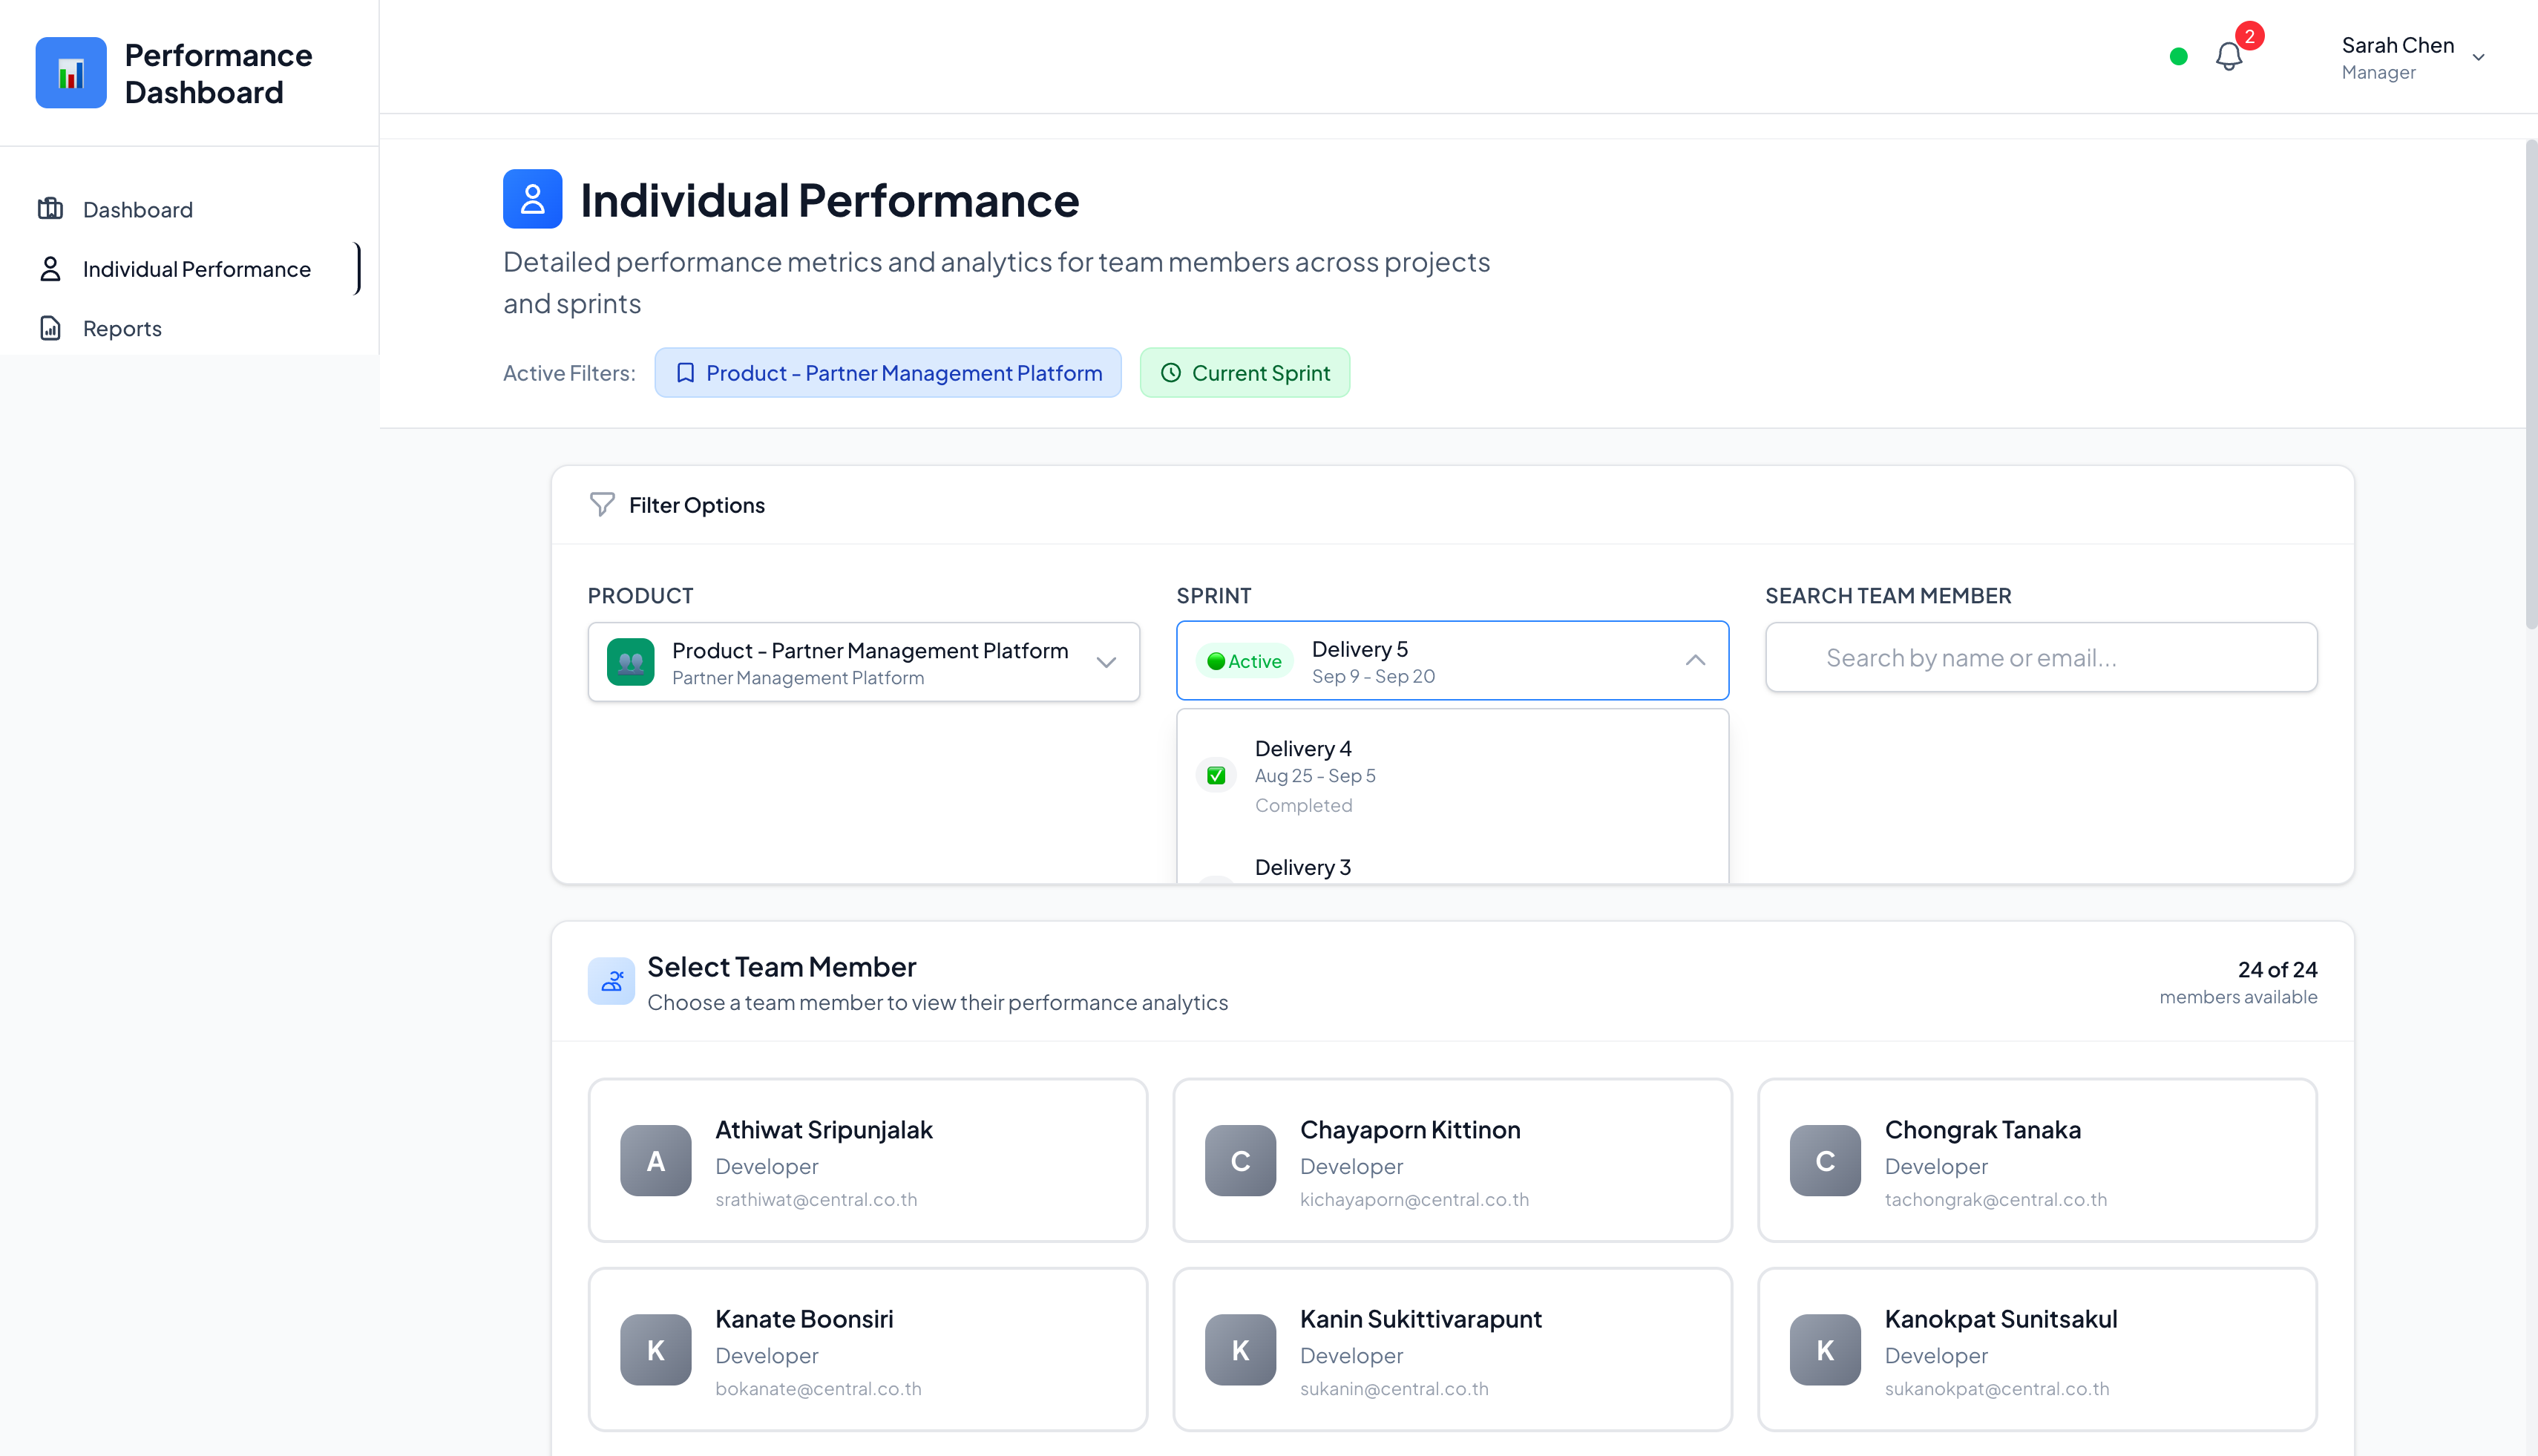 Performance
Dashboard
2
Sarah Chen
Manager
Dashboard
Individual Performance
Reports
Individual Performance
Detailed performance metrics and analytics for team members across projects
and sprints
Active Filters:
Product - Partner Management Platform
Current Sprint
Filter Options
PRODUCT
Product - Partner Management Platform
Partner Management Platform
SPRINT
Active
Delivery 5
Sep 9 - Sep 20
Delivery 4
Aug 25 - Sep 5
Completed
Delivery 3
SEARCH TEAM MEMBER
Search by name or email...
Select Team Member
Choose a team member to view their performance analytics
24 of 24
members available
A
Athiwat Sripunjalak
Developer
srathiwat@central.co.th
C
Chayaporn Kittinon
Developer
kichayaporn@central.co.th
C
Chongrak Tanaka
Developer
tachongrak@central.co.th
K
Kanate Boonsiri
Developer
bokanate@central.co.th
K
Kanin Sukittivarapunt
Developer
sukanin@central.co.th
K
Kanokpat Sunitsakul
Developer
sukanokpat@central.co.th